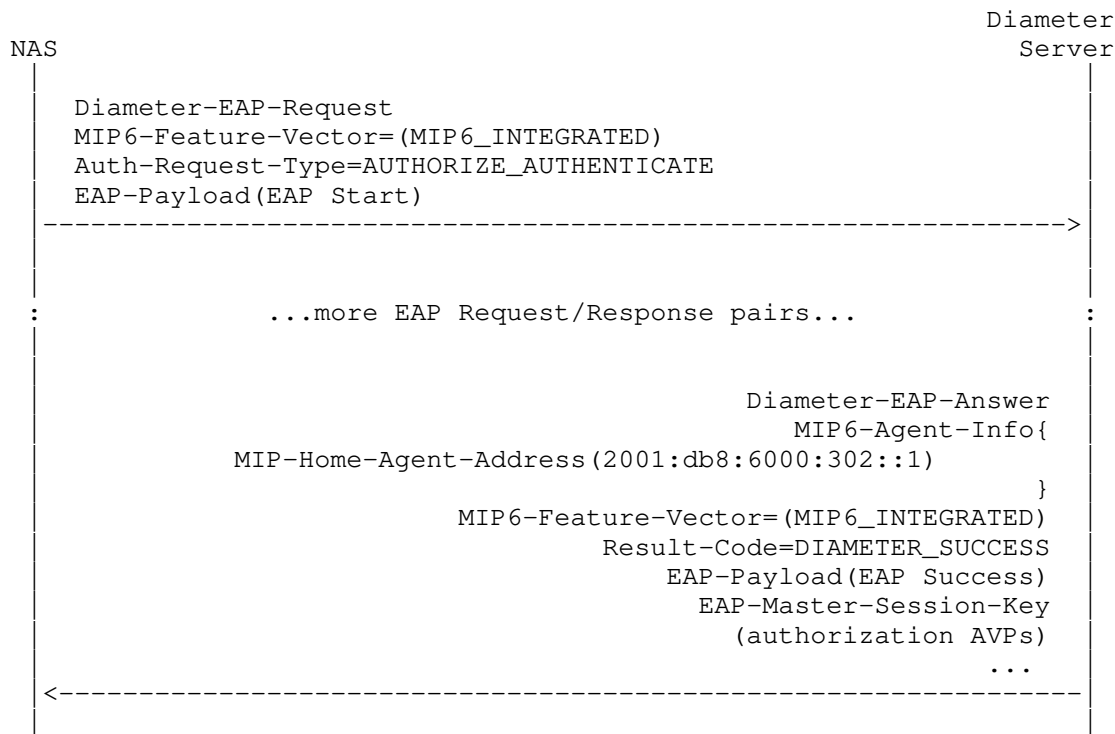 Diameter
NAS Server
Diameter-EAP-Request
MIP6-Feature-Vector=(MIP6_INTEGRATED)
Auth-Request-Type=AUTHORIZE_AUTHENTICATE
EAP-Payload(EAP Start)
...more EAP Request/Response pairs...
Diameter-EAP-Answer
MIP6-Agent-Info{
MIP-Home-Agent-Address(2001:db8:6000:302::1)
}
MIP6-Feature-Vector=(MIP6_INTEGRATED)
Result-Code=DIAMETER_SUCCESS
EAP-Payload(EAP Success)
EAP-Master-Session-Key
(authorization AVPs)
...